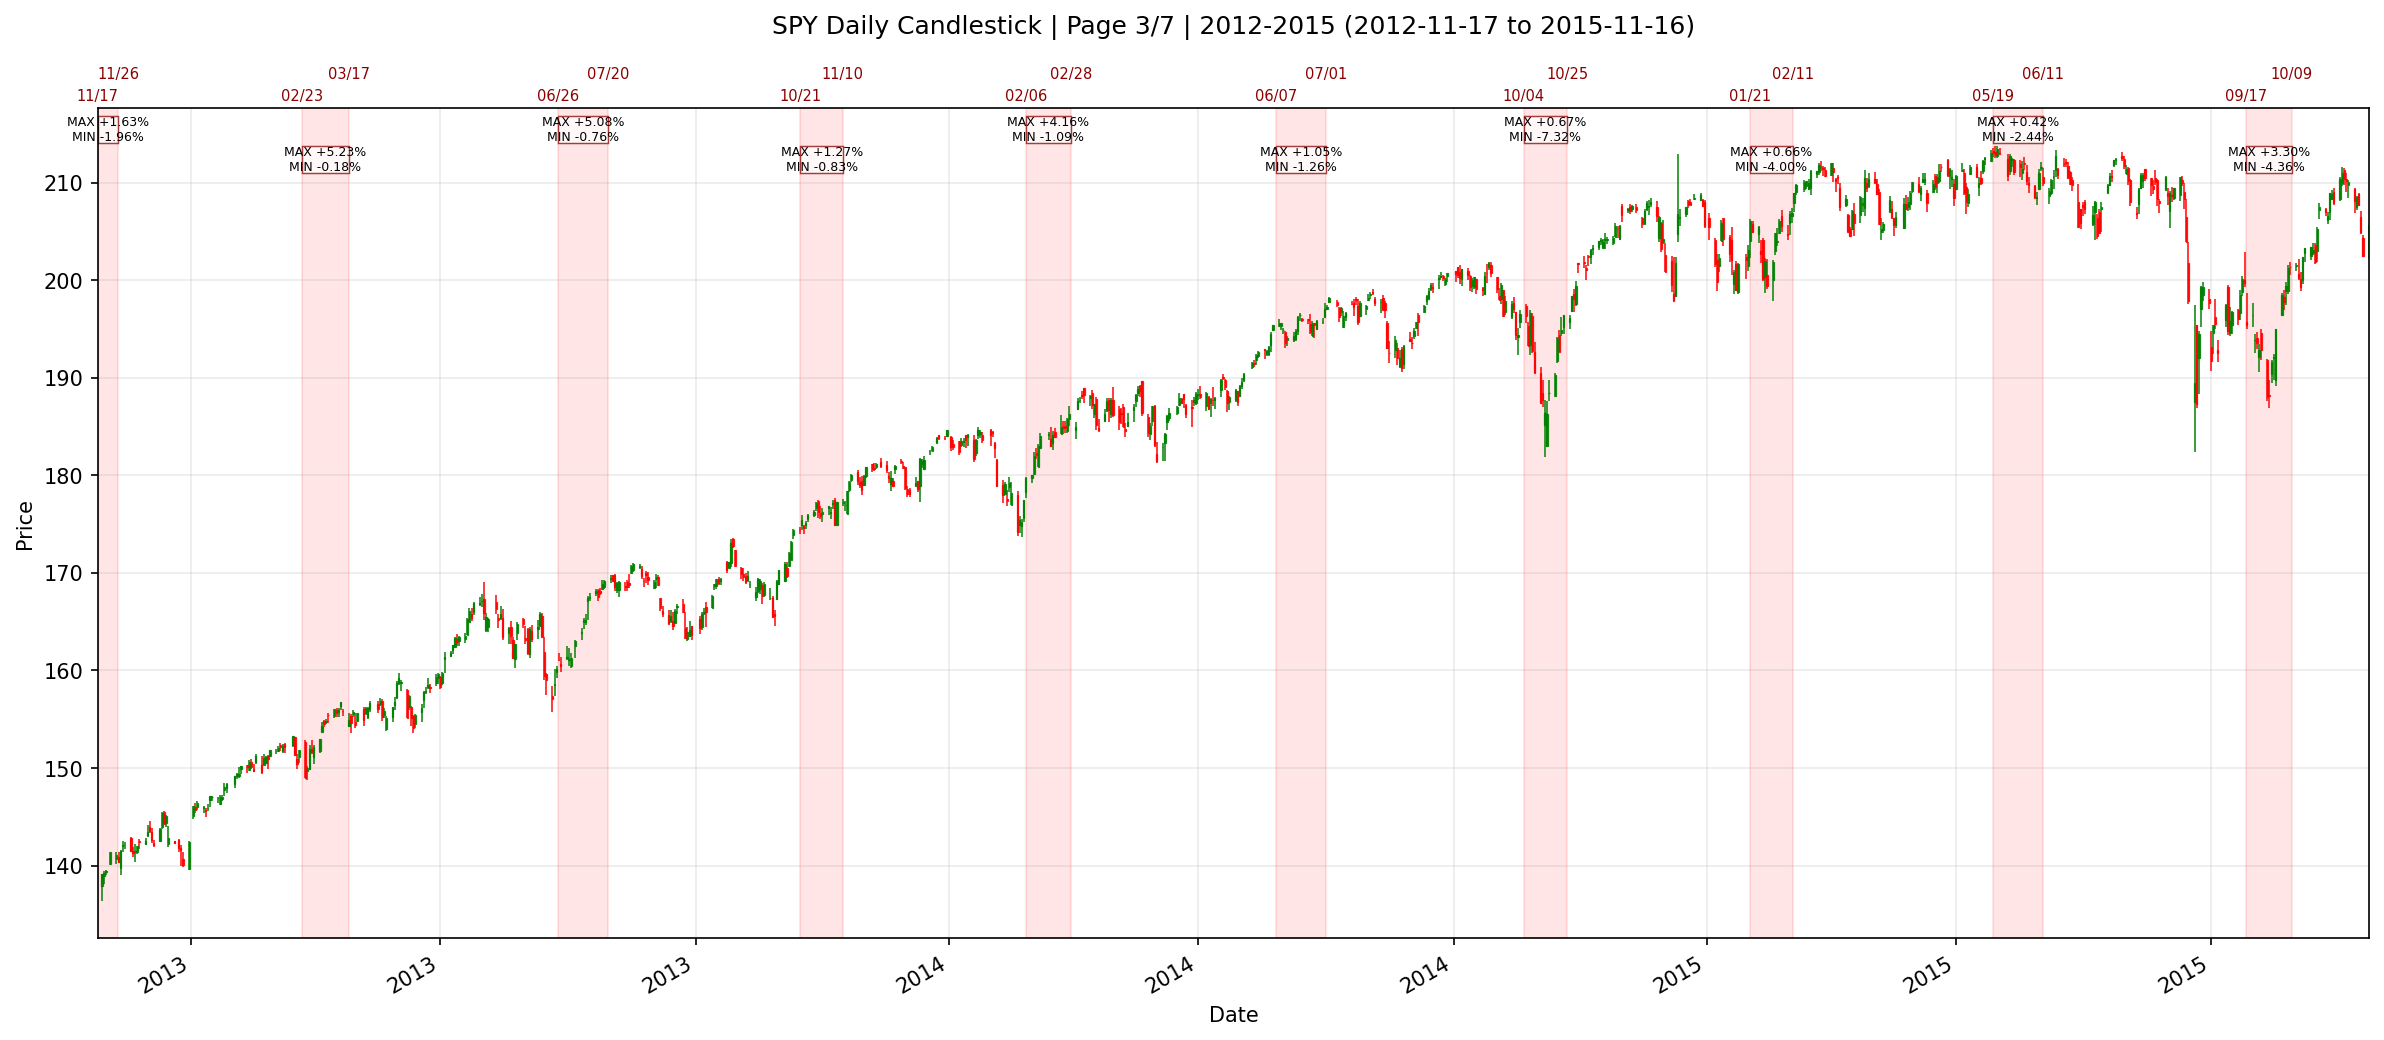 SPY Daily Candlestick | Page 3/7 | 2012-2015 (2012-11-17 to 2015-11-16)
11/26 03/17 07/20 11/10 02/28 07/01 10/25 02/11 06/11 10/09
11/17 02/23 06/26 10/21 02/06 06/07 10/04 01/21 05/19 09/17
MAX +1.63% MAX +5.08% MAX +4.16% MAX +0.67% MAX +0.42%
MIN -1.96% MIN -0.76% MIN -1.09% MIN -7.32% MIN -2.44%
MAX +5.23% MAX +1.27% MAX +1.05% MAX +0.66% MAX +3.30%
MIN -0.18% MIN -0.83% MIN -1.26% MIN -4.00% MIN -4.36%
210
200
190
180
170
160
150
140
Price
2013 2013 2013 2014 2014 2014 2015 2015 2015
Date